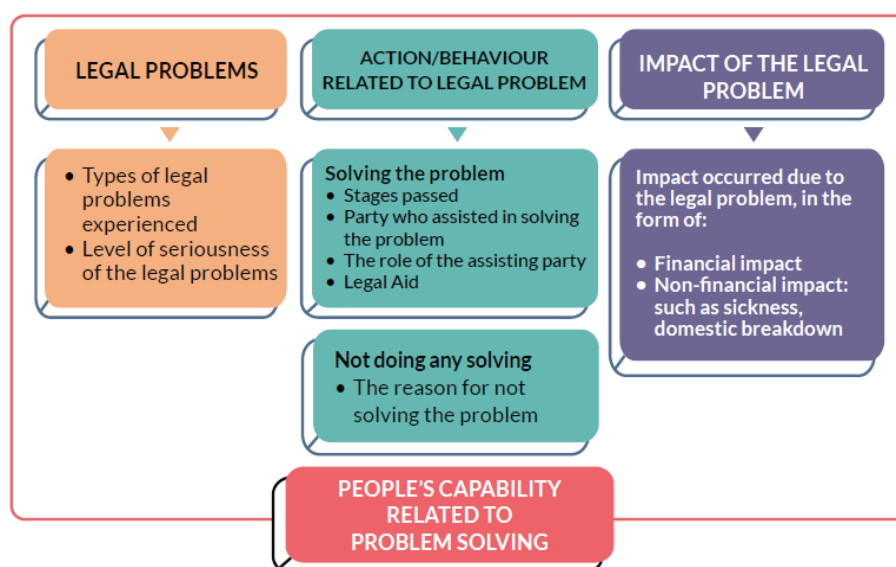 LEGAL PROBLEMS
• Types of legal
problems
experienced
• Level of seriousness
of the legal problems
ACTION/BEHAVIOUR
RELATED TO LEGAL PROBLEM
Solving the problem
• Stages passed
• Party who assisted in solving
the problem
• The role of the assisting party
• Legal Aid
Not doing any solving
• The reason for not
solving the problem
IMPACT OF THE LEGAL
PROBLEM
Impact occurred due to
the legal problem, in the
form of:
• Financial impact
• Non-financial impact:
such as sickness,
domestic breakdown
PEOPLE'S CAPABILITY
RELATED TO
PROBLEM SOLVING